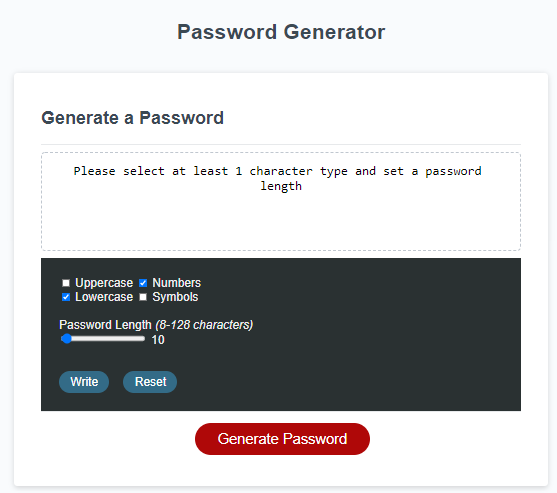 Password Generator
Generate a Password
Please select at least 1 character type and set a password
length
Uppercase Numbers
Lowercase Symbols
Password Length (8-128 characters)
10
Write Reset
Generate Password